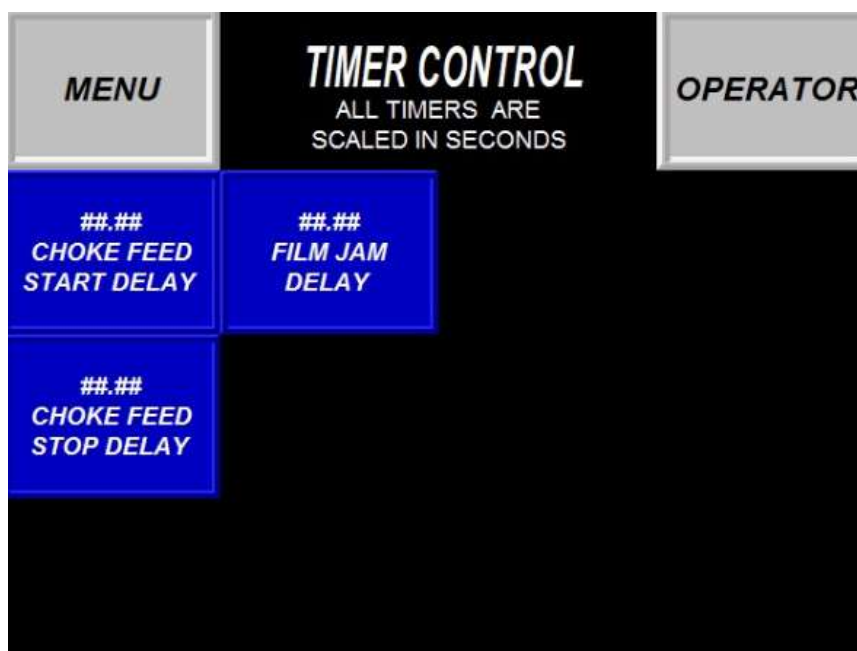 MENU
TIMER CONTROL
ALL TIMERS ARE
SCALED IN SECONDS
OPERATOR
##.##
CHOKE FEED
START DELAY
##.##
FILM JAM
DELAY
##.##
CHOKE FEED
STOP DELAY